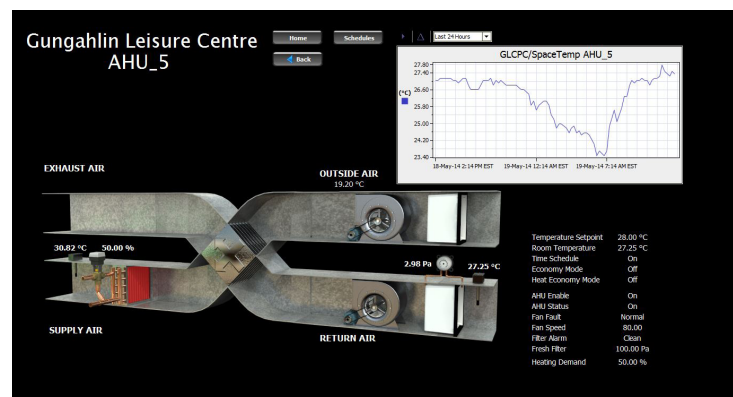 Gungahlin Leisure Centre
AHU_5
Home
Schedules
Back
Last 24 Hours
GLCPC/SpaceTemp AHU_5
(°C)
27.80
27.40
26.60
25.80
25.00
24.20
23.40
18-May-14 2:14 PM EST
19-May-14 12:14 AM EST
19-May-14 7:14 AM EST
EXHAUST AIR
OUTSIDE AIR
19.20 °C
30.82 °C
50.00 %
2.98 Pa
27.25 °C
SUPPLY AIR
RETURN AIR
Temperature Setpoint 28.00 °C
Room Temperature 27.25 °C
Time Schedule On
Economy Mode Off
Heat Economy Mode Off
AHU Enable On
AHU Status On
Fan Fault Normal
Fan Speed 80.00
Filter Alarm Clean
Fresh Filter 100.00 Pa
Heating Demand 50.00 %